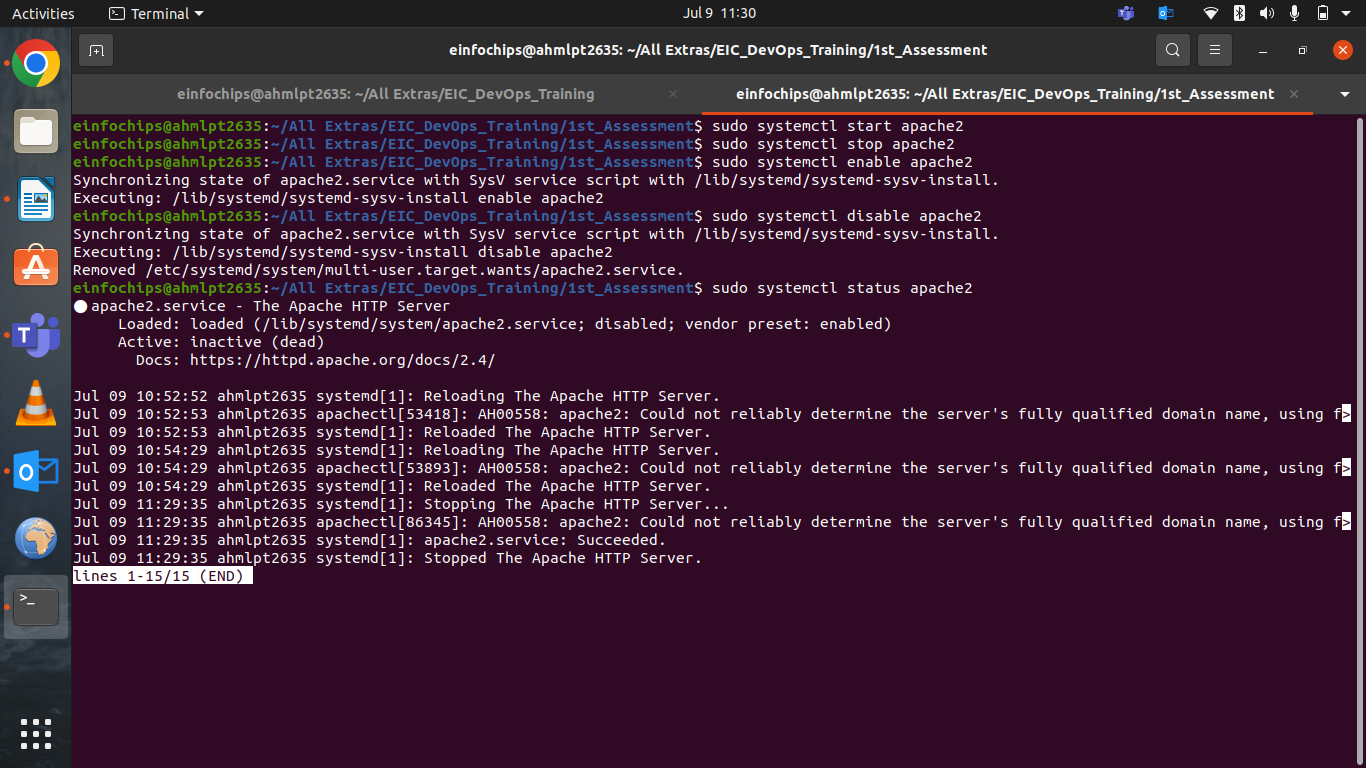 Activities
Terminal
Jul 9 11:30
einfochips@ahmlpt2635: ~/All Extras/EIC_DevOps_Training/1st_Assessment
einfochips@ahmlpt2635: ~/All Extras/EIC_DevOps_Training
einfochips@ahmlpt2635: ~/All Extras/EIC_DevOps_Training/1st_Assessment
einfochips@ahmlpt2635:~/All Extras/EIC_DevOps_Training/1st_Assessment$ sudo systemctl start apache2
einfochips@ahmlpt2635:~/All Extras/EIC_DevOps_Training/1st_Assessment$ sudo systemctl stop apache2
einfochips@ahmlpt2635:~/All Extras/EIC_DevOps_Training/1st_Assessment$ sudo systemctl enable apache2
Synchronizing state of apache2.service with SysV service script with /lib/systemd/systemd-sysv-install.
Executing: /lib/systemd/systemd-sysv-install enable apache2
einfochips@ahmlpt2635:~/All Extras/EIC_DevOps_Training/1st_Assessment$ sudo systemctl disable apache2
Synchronizing state of apache2.service with SysV service script with /lib/systemd/systemd-sysv-install.
Executing: /lib/systemd/systemd-sysv-install disable apache2
Removed /etc/systemd/system/multi-user.target.wants/apache2.service.
einfochips@ahmlpt2635:~/All Extras/EIC_DevOps_Training/1st_Assessment$ sudo systemctl status apache2
● apache2.service - The Apache HTTP Server
Loaded: loaded (/lib/systemd/system/apache2.service; disabled; vendor preset: enabled)
Active: inactive (dead)
Docs: https://httpd.apache.org/docs/2.4/
Jul 09 10:52:52 ahmlpt2635 systemd[1]: Reloading The Apache HTTP Server.
Jul 09 10:52:53 ahmlpt2635 apachectl[53418]: AH00558: apache2: Could not reliably determine the server's fully qualified domain name, using f>
Jul 09 10:52:53 ahmlpt2635 systemd[1]: Reloaded The Apache HTTP Server.
Jul 09 10:54:29 ahmlpt2635 systemd[1]: Reloading The Apache HTTP Server.
Jul 09 10:54:29 ahmlpt2635 apachectl[53893]: AH00558: apache2: Could not reliably determine the server's fully qualified domain name, using f>
Jul 09 10:54:29 ahmlpt2635 systemd[1]: Reloaded The Apache HTTP Server.
Jul 09 11:29:35 ahmlpt2635 systemd[1]: Stopping The Apache HTTP Server...
Jul 09 11:29:35 ahmlpt2635 apachectl[86345]: AH00558: apache2: Could not reliably determine the server's fully qualified domain name, using f>
Jul 09 11:29:35 ahmlpt2635 systemd[1]: apache2.service: Succeeded.
Jul 09 11:29:35 ahmlpt2635 systemd[1]: Stopped The Apache HTTP Server.
lines 1-15/15 (END)